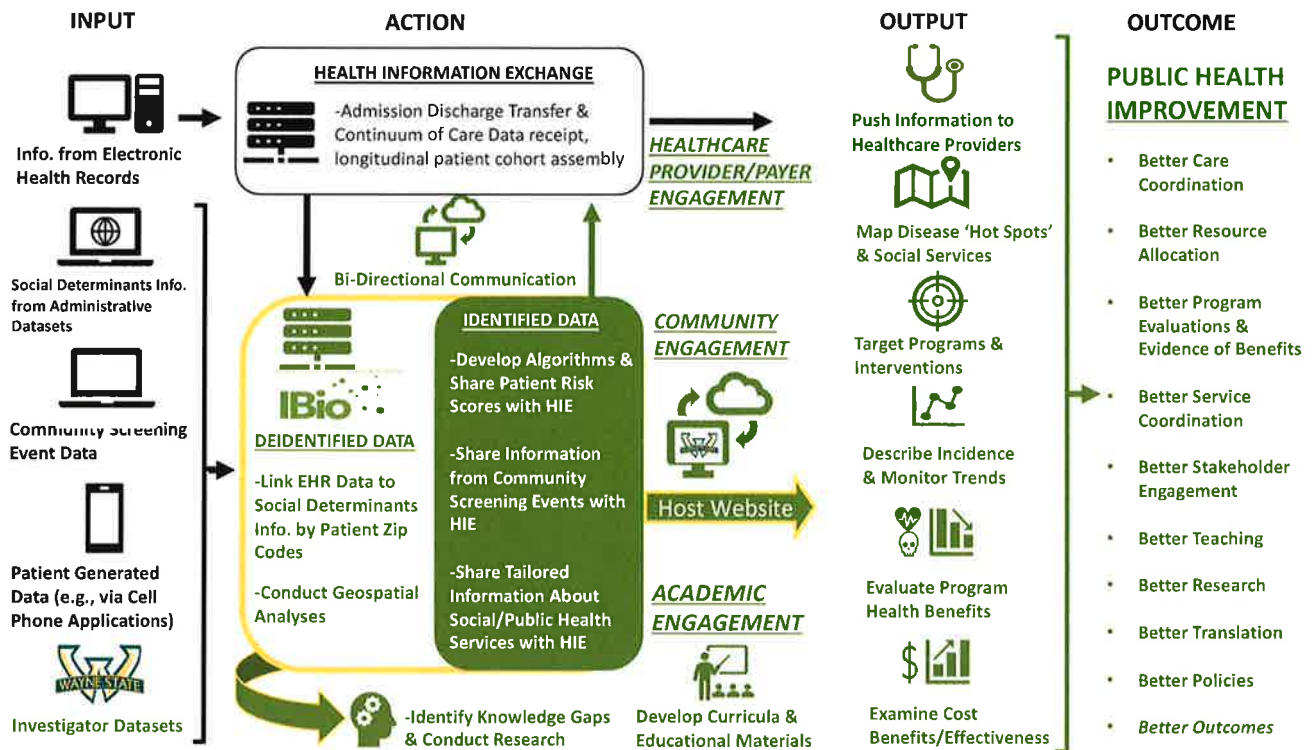 INPUT
ACTION
OUTPUT
OUTCOME
Info. from Electronic
Health Records
Social Determinants Info.
from Administrative
Datasets
Community Screening
Event Data
Patient Generated
Data (e.g., via Cell
Phone Applications)
WAYNE STATE
Investigator Datasets
HEALTH INFORMATION EXCHANGE
-Admission Discharge Transfer &
Continuum of Care Data receipt,
longitudinal patient cohort assembly
HEALTHCARE
PROVIDER/PAYER
ENGAGEMENT
Bi-Directional Communication
IBio
DEIDENTIFIED DATA
-Link EHR Data to
Social Determinants
Info. by Patient Zip
Codes
-Conduct Geospatial
Analyses
IDENTIFIED DATA
-Develop Algorithms &
Share Patient Risk
Scores with HIE
-Share Information
from Community
Screening Events with
HIE
-Share Tailored
Information About
Social/Public Health
Services with HIE
COMMUNITY
ENGAGEMENT
Host Website
ACADEMIC
ENGAGEMENT
-Identify Knowledge Gaps
& Conduct Research
Develop Curricula &
Educational Materials
Push Information to
Healthcare Providers
Map Disease 'Hot Spots'
& Social Services
Target Programs &
Interventions
Describe Incidence
& Monitor Trends
Evaluate Program
Health Benefits
$
Examine Cost
Benefits/Effectiveness
PUBLIC HEALTH
IMPROVEMENT
• Better Care
Coordination
• Better Resource
Allocation
• Better Program
Evaluations &
Evidence of Benefits
• Better Service
Coordination
• Better Stakeholder
Engagement
• Better Teaching
• Better Research
• Better Translation
• Better Policies
• Better Outcomes